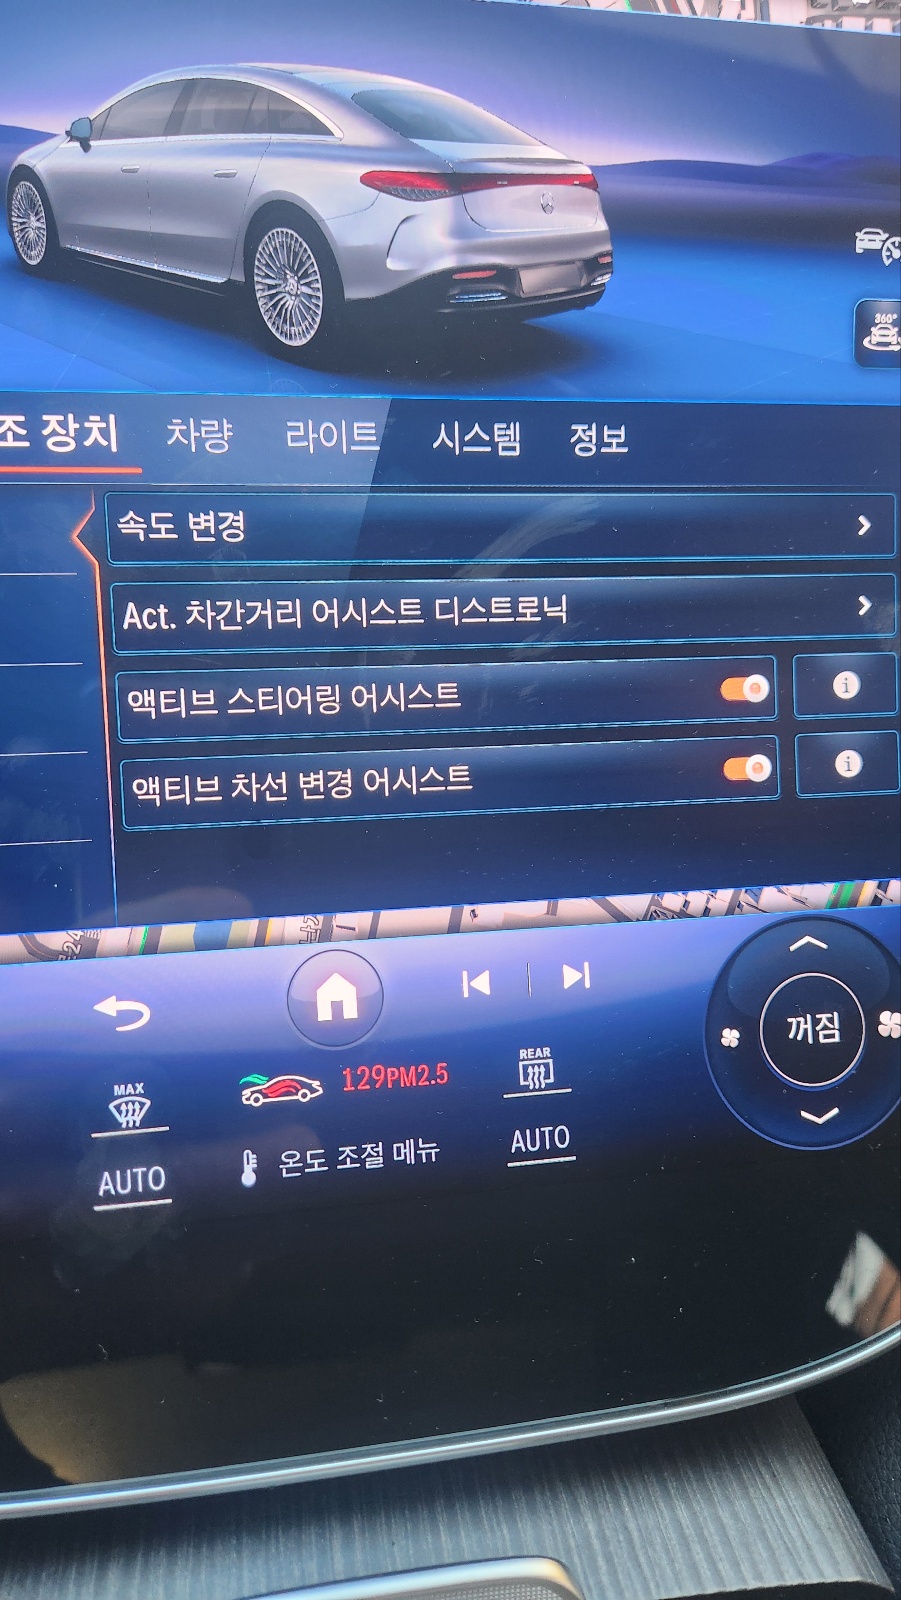 360°
조 장치 차량 라이트 시스템 정보
속도 변경
Act. 차간거리 어시스트 디스트로닉
액티브 스티어링 어시스트
i
액티브 차선 변경 어시스트
i
꺼짐
MAX
129PM2.5
REAR
AUTO
온도 조절 메뉴
AUTO